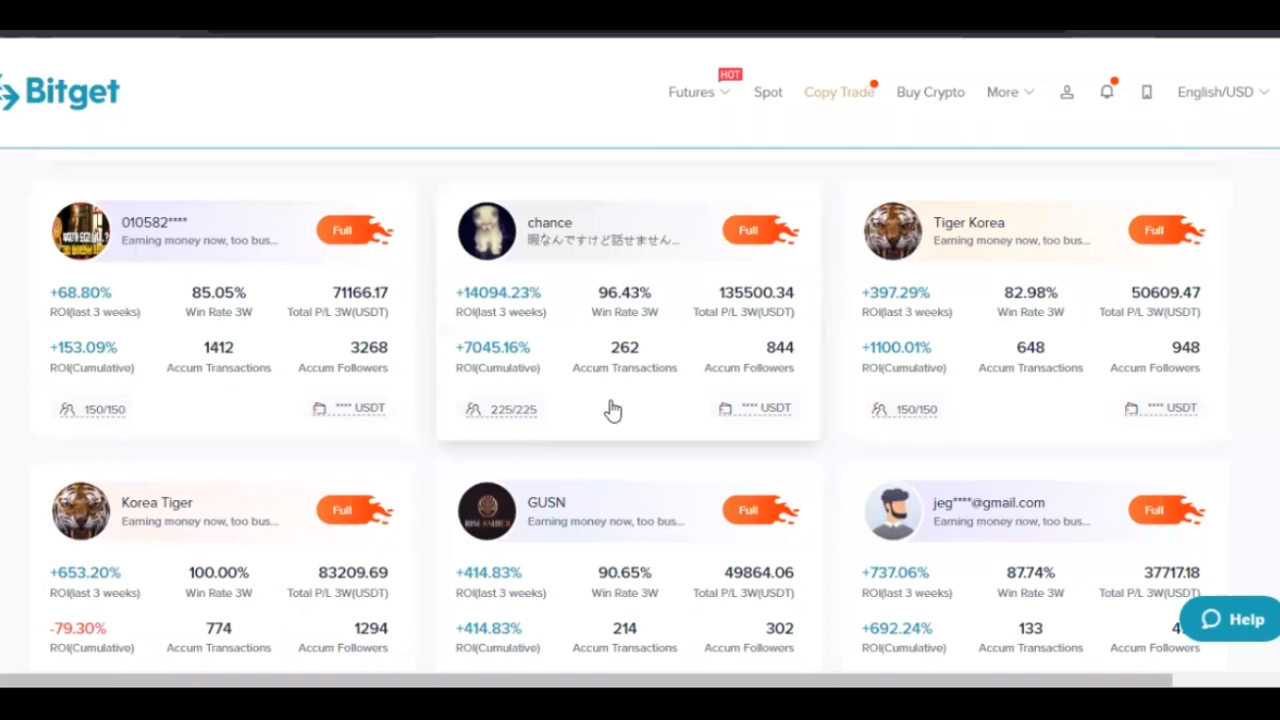 Bitget
HOT
Futures Spot Copy Trade Buy Crypto More English/USD
010582****
Earning money now, too bus...
Full
+68.80% 85.05% 71166.17
ROI(last 3 weeks) Win Rate 3W Total P/L 3W(USDT)
+153.09% 1412 3268
ROI(Cumulative) Accum Transactions Accum Followers
150/150 **** USDT
chance
暇なんですけど話せません...
Full
+14094.23% 96.43% 135500.34
ROI(last 3 weeks) Win Rate 3W Total P/L 3W(USDT)
+7045.16% 262 844
ROI(Cumulative) Accum Transactions Accum Followers
225/225 **** USDT
Tiger Korea
Earning money now, too bus...
Full
+397.29% 82.98% 50609.47
ROI(last 3 weeks) Win Rate 3W Total P/L 3W(USDT)
+1100.01% 648 948
ROI(Cumulative) Accum Transactions Accum Followers
150/150 **** USDT
Korea Tiger
Earning money now, too bus...
Full
+653.20% 100.00% 83209.69
ROI(last 3 weeks) Win Rate 3W Total P/L 3W(USDT)
-79.30% 774 1294
ROI(Cumulative) Accum Transactions Accum Followers
GUSN
Earning money now, too bus...
Full
+414.83% 90.65% 49864.06
ROI(last 3 weeks) Win Rate 3W Total P/L 3W(USDT)
+414.83% 214 302
ROI(Cumulative) Accum Transactions Accum Followers
jeg****@gmail.com
Earning money now, too bus...
Full
+737.06% 87.74% 37717.18
ROI(last 3 weeks) Win Rate 3W Total P/L 3W(USDT)
+692.24% 133
ROI(Cumulative) Accum Transactions Accum Followers
Help